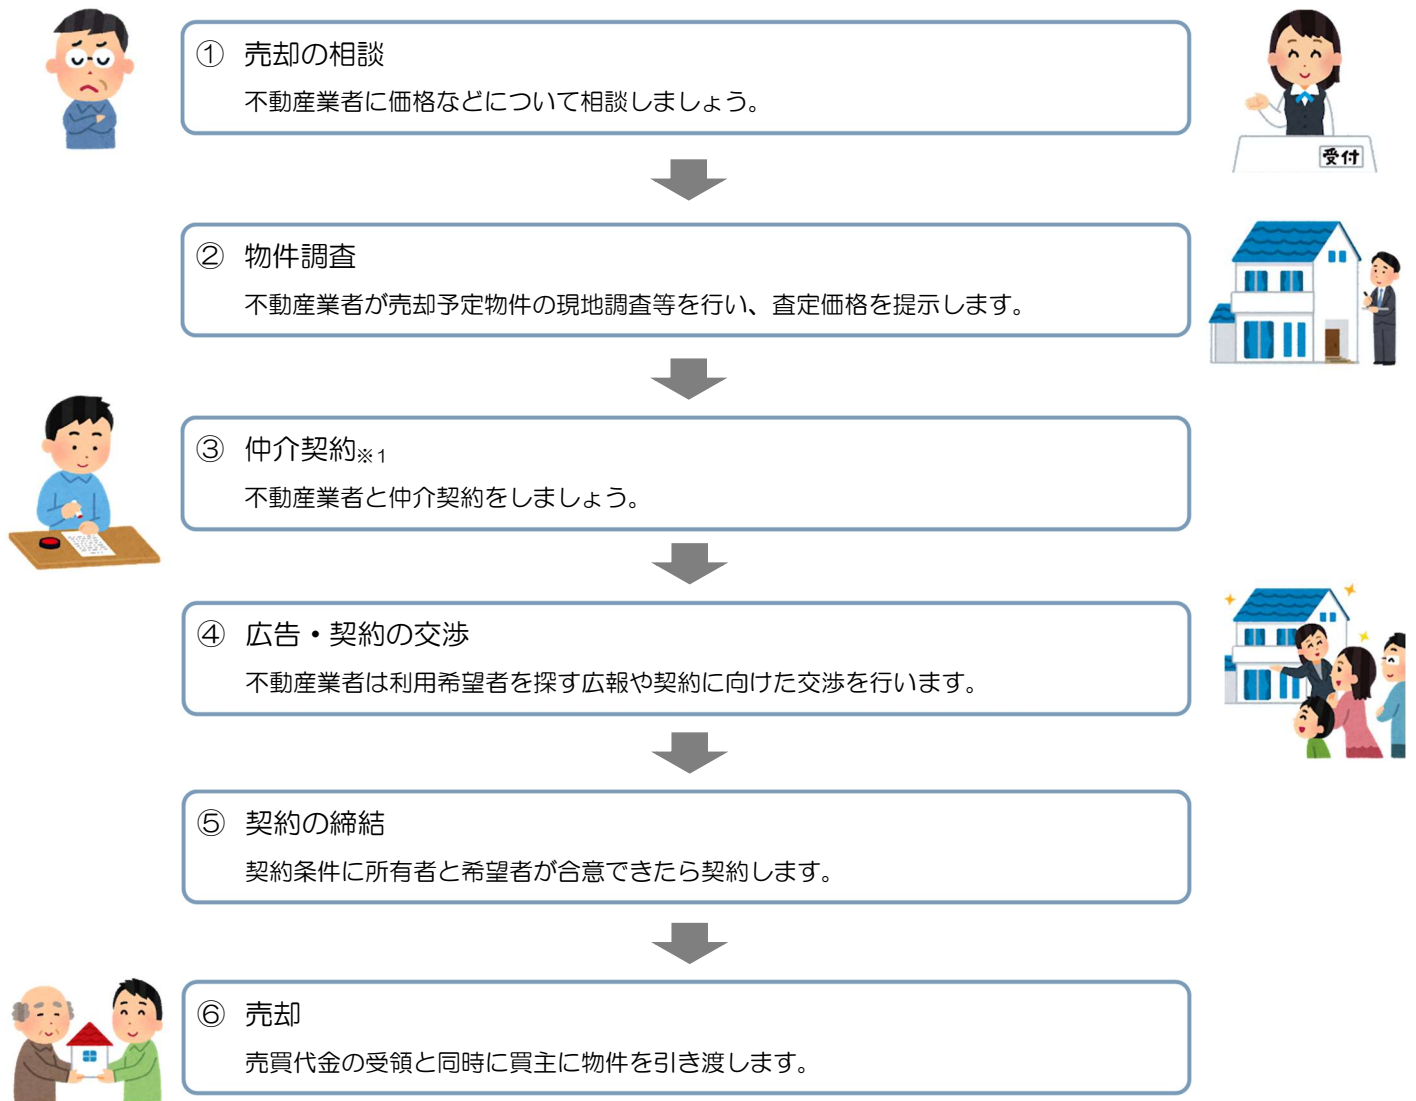 ① 売却の相談
不動産業者に価格などについて相談しましょう。
受付
② 物件調査
不動産業者が売却予定物件の現地調査等を行い、査定価格を提示します。
③ 仲介契約※1
不動産業者と仲介契約をしましょう。
④ 広告・契約の交渉
不動産業者は利用希望者を探す広報や契約に向けた交渉を行います。
⑤ 契約の締結
契約条件に所有者と希望者が合意できたら契約します。
⑥ 売却
売買代金の受領と同時に買主に物件を引き渡します。